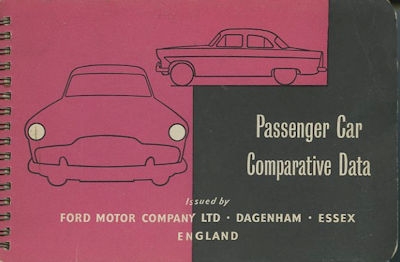 Passenger Car
Comparative Data
Issued by
FORD MOTOR COMPANY LTD · DAGENHAM · ESSEX
ENGLAND